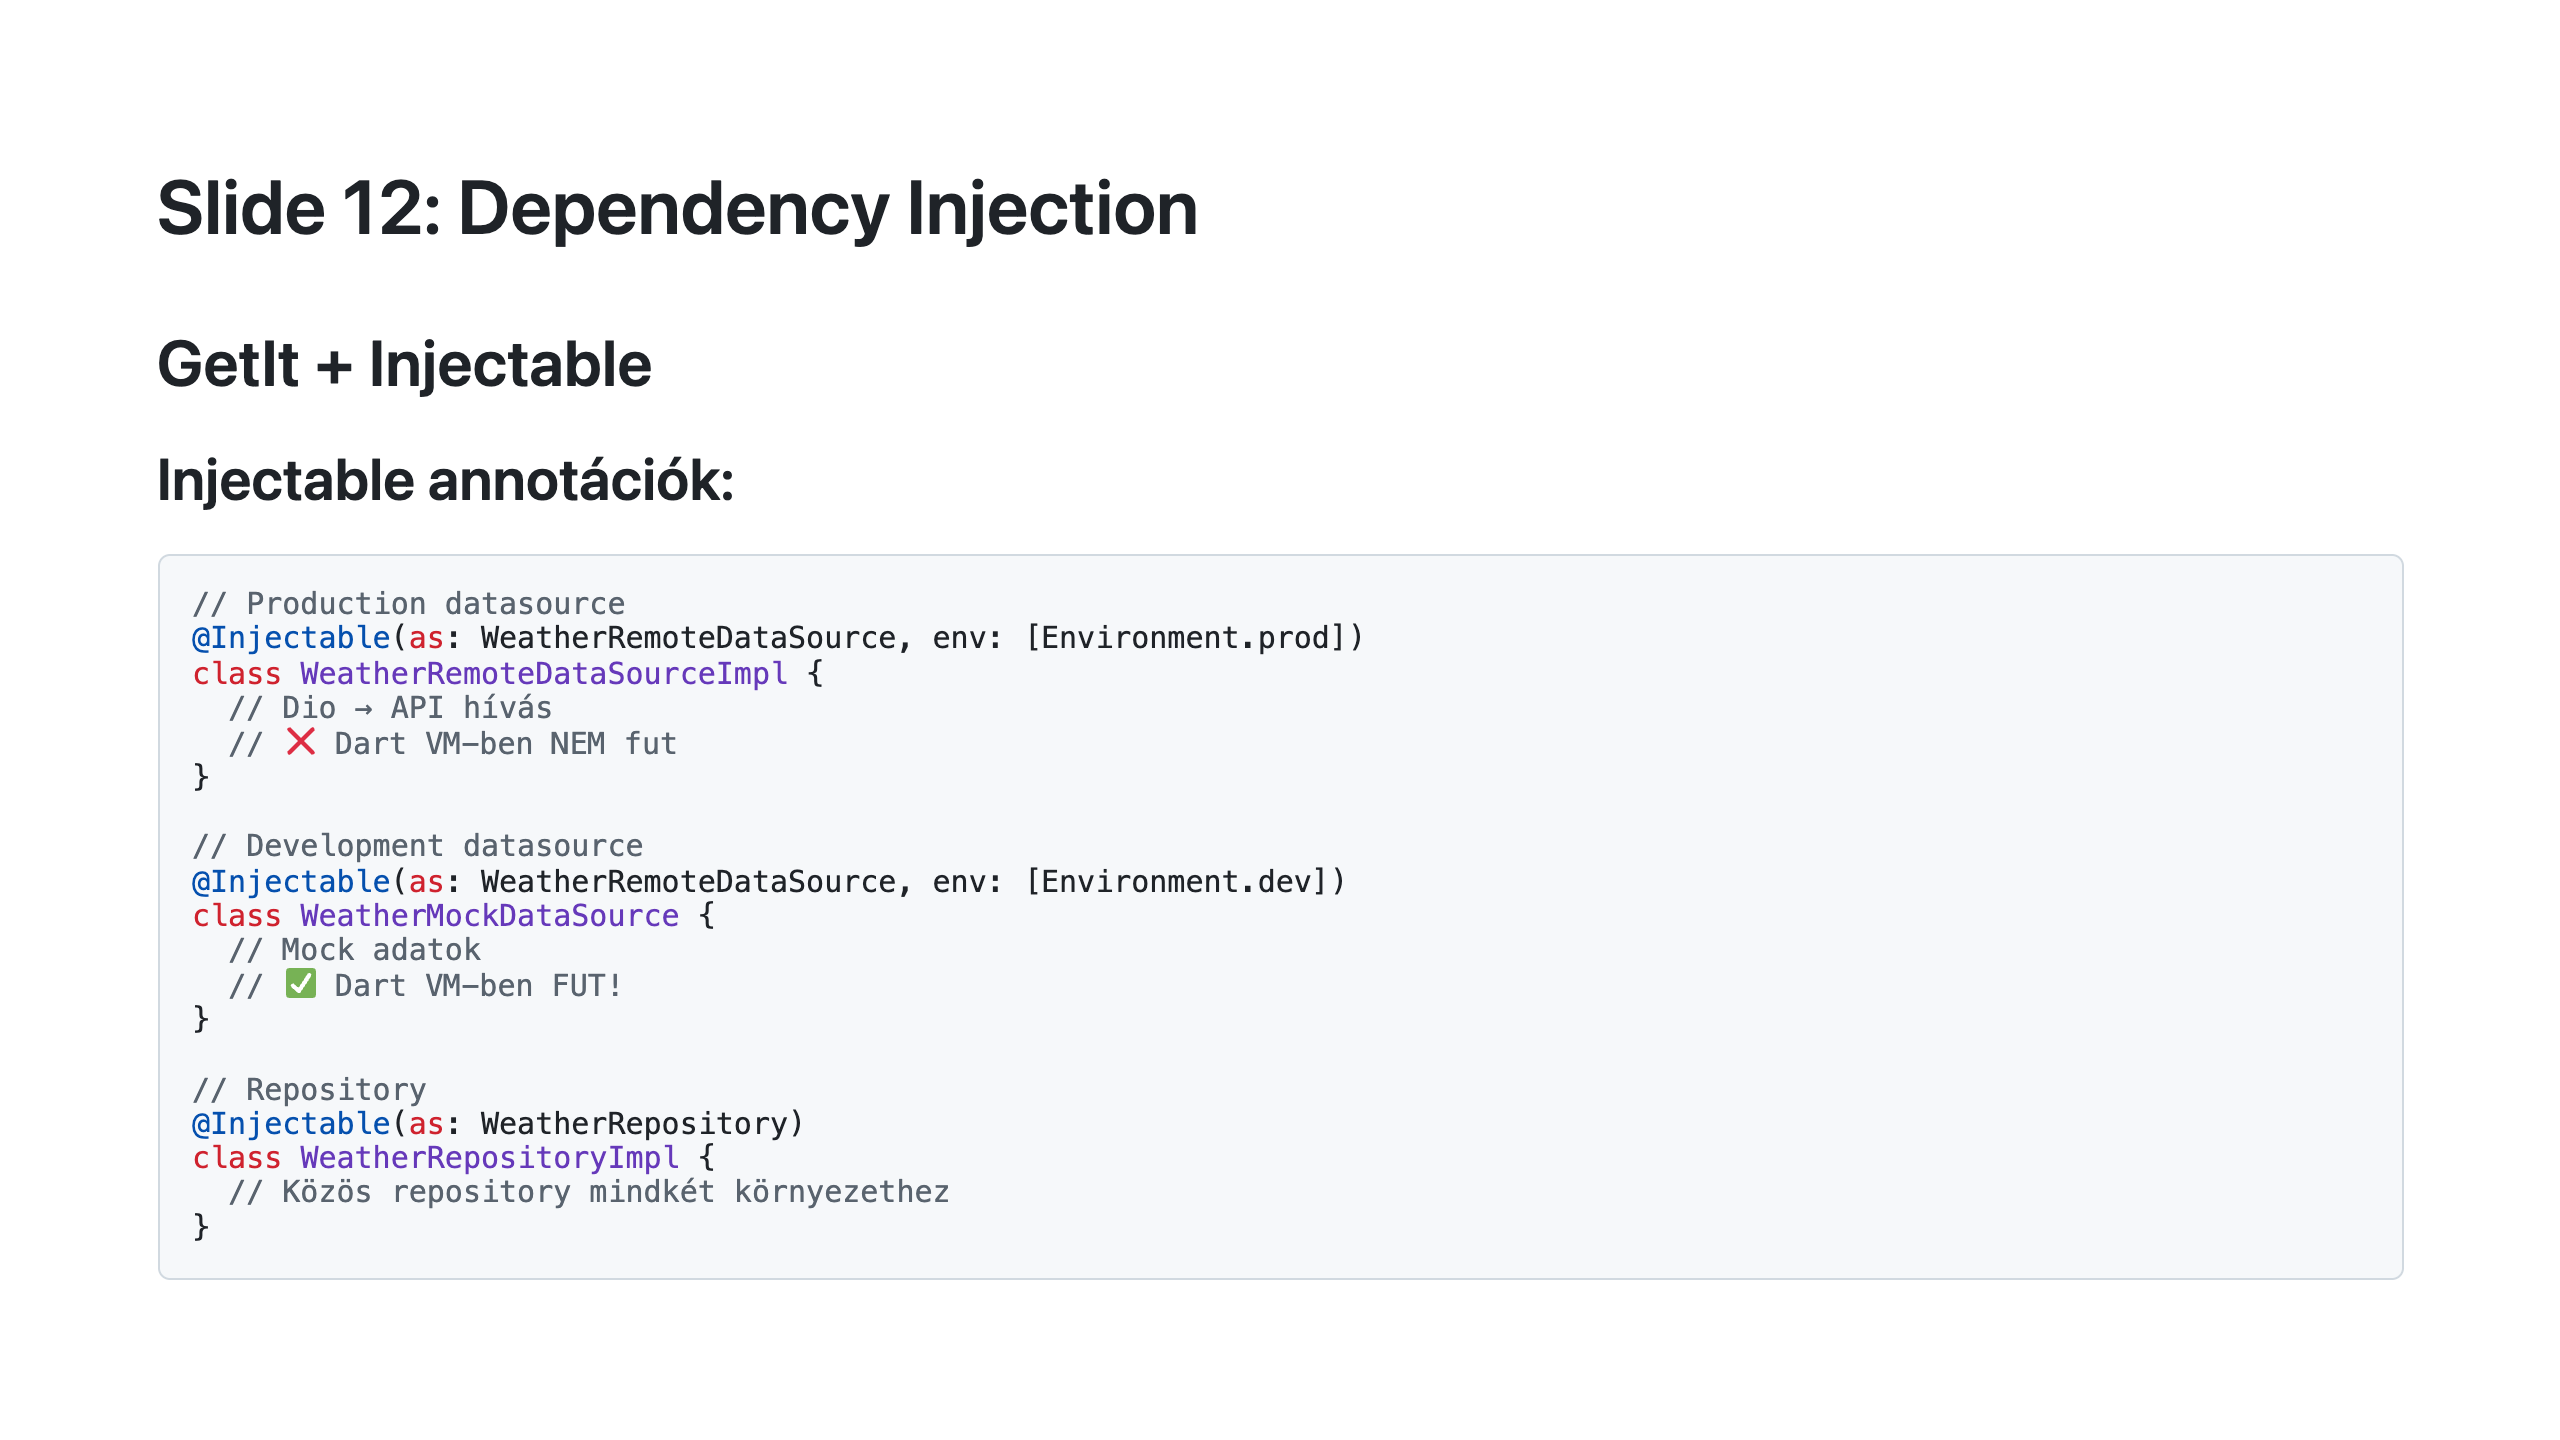 Slide 12: Dependency Injection
GetIt + Injectable
Injectable annotációk:
// Production datasource
@Injectable(as: WeatherRemoteDataSource, env: [Environment.prod])
class WeatherRemoteDataSourceImpl {
  // Dio → API hívás
  // ❌ Dart VM-ben NEM fut
}
// Development datasource
@Injectable(as: WeatherRemoteDataSource, env: [Environment.dev])
class WeatherMockDataSource {
  // Mock adatok
  // ✅ Dart VM-ben FUT!
}
// Repository
@Injectable(as: WeatherRepository)
class WeatherRepositoryImpl {
  // Közös repository mindkét környezethez
}